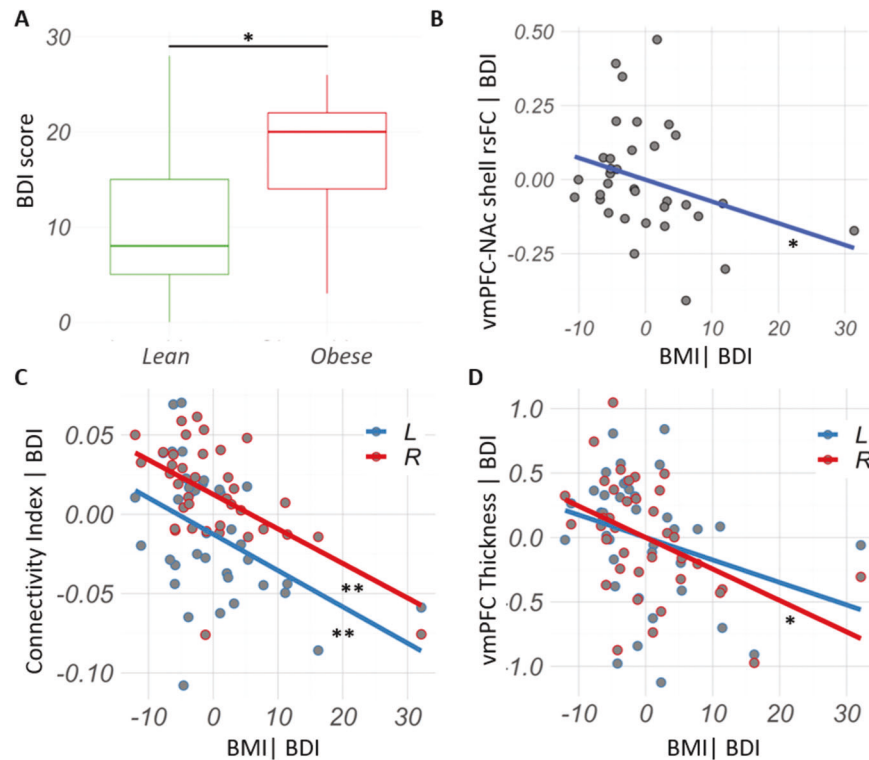 A
30
*
20
10
0
BDI score
Lean
Obese
B
0.50
0.25
0.00
-0.25
vmPFC-NAc shell rsFC | BDI
*
-10
0
10
20
30
BMI| BDI
C
0.05
0.00
-0.05
-0.10
Connectivity Index | BDI
L
R
**
**
-10
0
10
20
30
BMI| BDI
D
1.0
0.5
0.0
-0.5
-1.0
vmPFC Thickness | BDI
L
R
*
-10
0
10
20
30
BMI| BDI